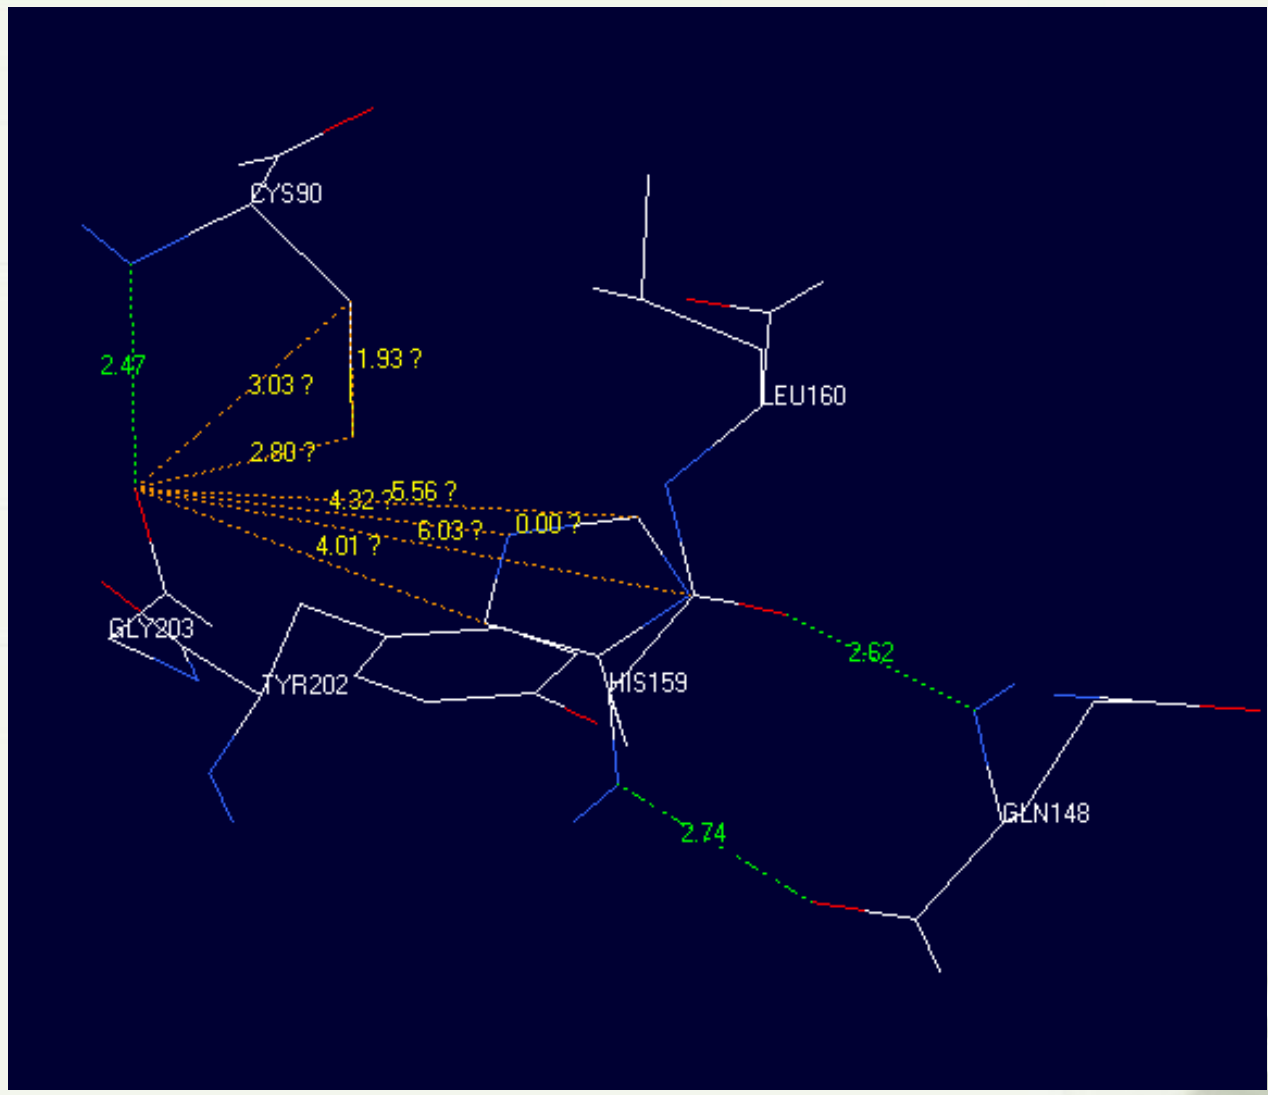 CYS90
2.47
1.93 ?
3.03 ?
LEU160
2.80 ?
4.32 ?
5.56 ?
6.03 ?
0.00 ?
4.01 ?
GLY203
2.62
TYR202
HIS159
GLN148
2.74